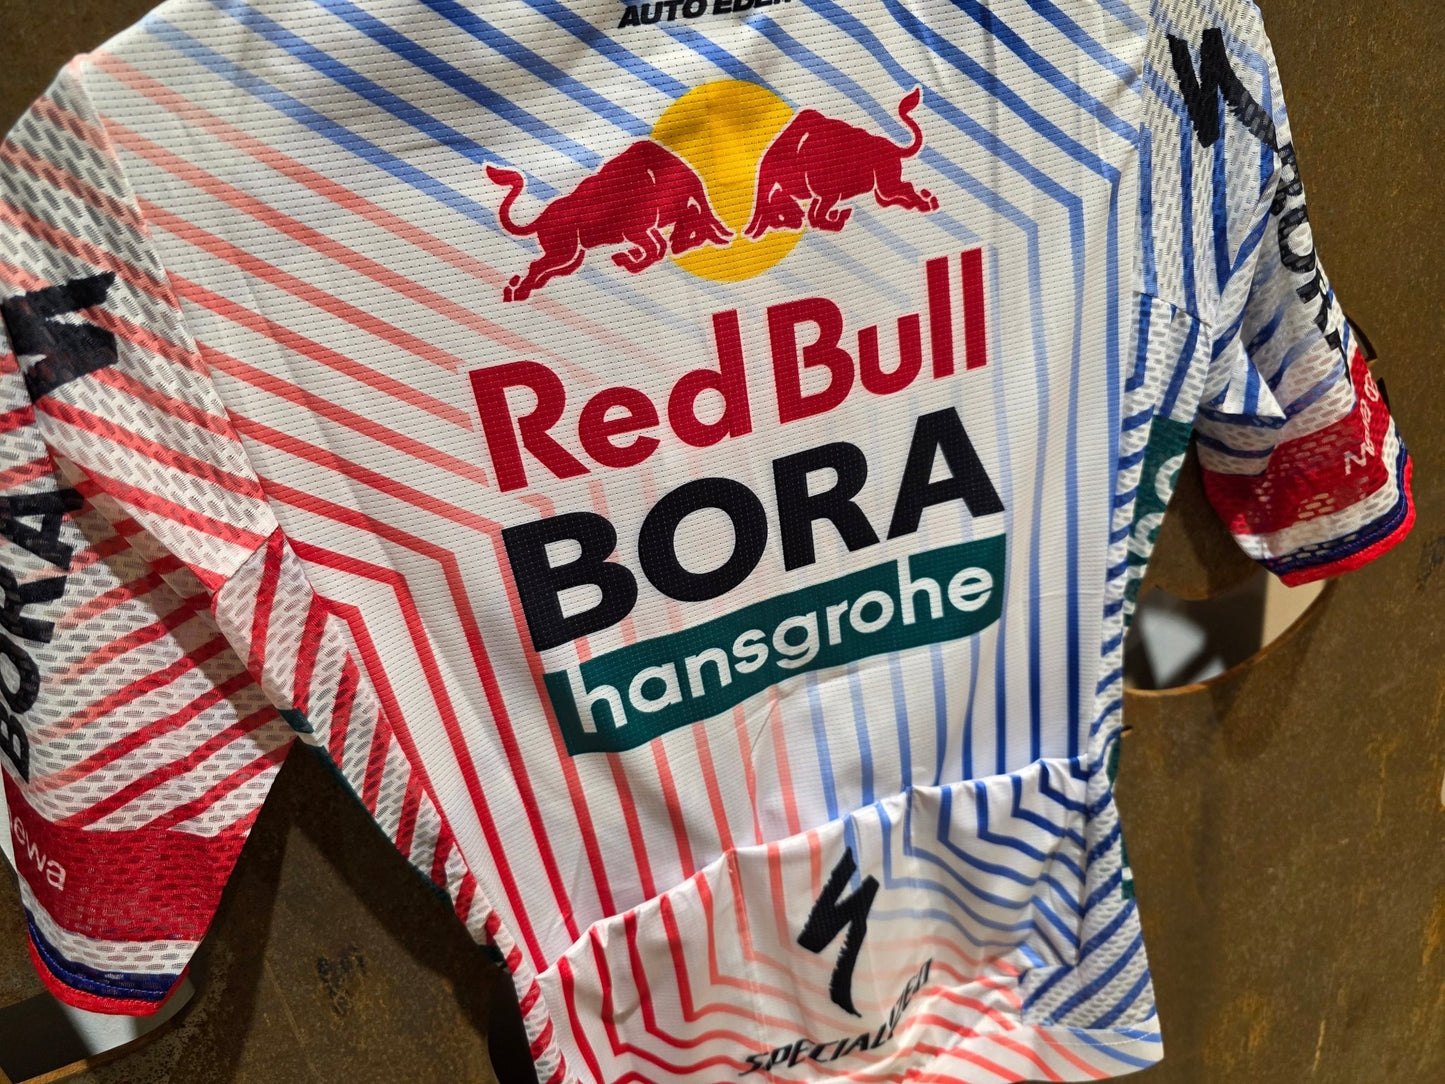 AUTO EDER
Red Bull
BORA
hansgrohe
BORA
ewa
SPECIALIZED